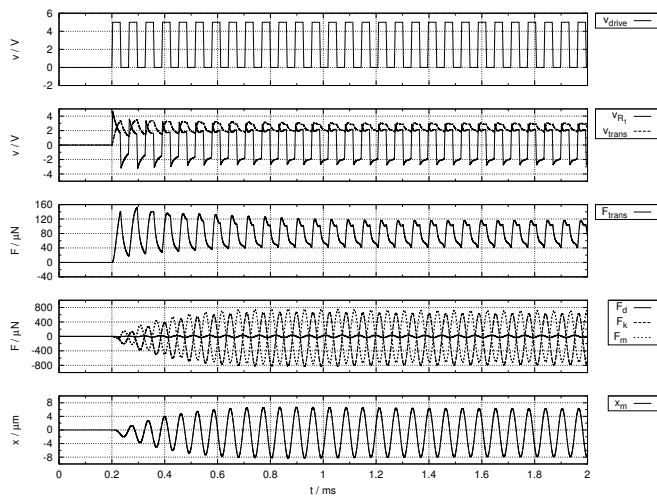 6
4
2
0
-2
v / V
v_drive
4
2
0
-2
-4
v / V
v_R1
v_trans
160
120
80
40
0
-40
F / μN
F_trans
800
400
0
-400
-800
F / μN
F_d
F_k
F_m
8
4
0
-4
-8
x / μm
x_m
0 0.2 0.4 0.6 0.8 1 1.2 1.4 1.6 1.8 2
t / ms